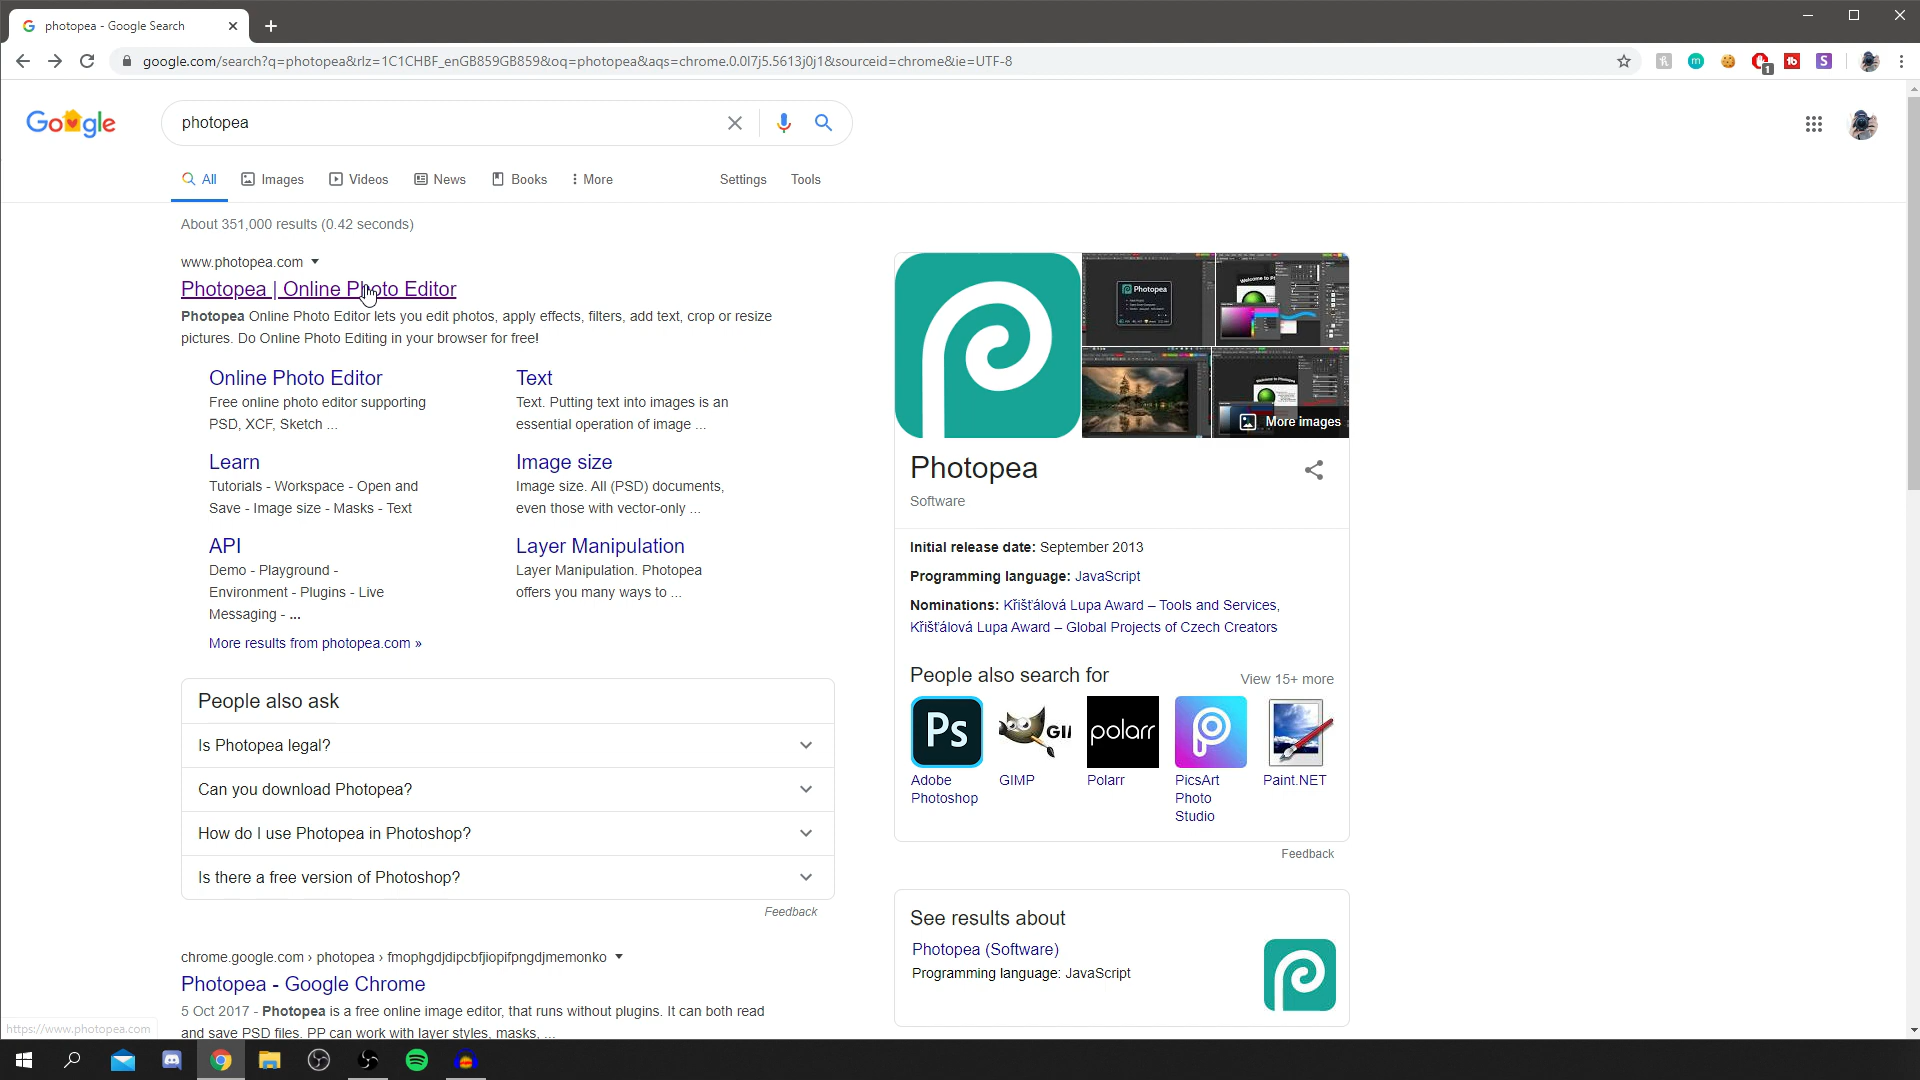 photopea - Google Search
google.com/search?q=photopea&rlz=1C1CHBF_enGB859GB859&oq=photopea&aqs=chrome.0.0l7j5.5613j0j1&sourceid=chrome&ie=UTF-8
1
Google
photopea
All
Images
Videos
News
Books
More
Settings
Tools
About 351,000 results (0.42 seconds)
www.photopea.com
Photopea | Online Photo Editor
Photopea Online Photo Editor lets you edit photos, apply effects, filters, add text, crop or resize
pictures. Do Online Photo Editing in your browser for free!
Online Photo Editor
Free online photo editor supporting
PSD, XCF, Sketch ...
Text
Text. Putting text into images is an
essential operation of image ...
Learn
Tutorials - Workspace - Open and
Save - Image size - Masks - Text
Image size
Image size. All (PSD) documents,
even those with vector-only ...
API
Demo - Playground -
Environment - Plugins - Live
Messaging - ...
Layer Manipulation
Layer Manipulation. Photopea
offers you many ways to ...
More results from photopea.com »
People also ask
Is Photopea legal?
Can you download Photopea?
How do I use Photopea in Photoshop?
Is there a free version of Photoshop?
Feedback
chrome.google.com › photopea › fmophgdjdipcbfjiopifpngdjmemonko
Photopea - Google Chrome
5 Oct 2017 - Photopea is a free online image editor, that runs without plugins. It can both read
and save PSD files. PP can work with layer styles, masks, ...
https://www.photopea.com
Photopea
More images
Photopea
Software
Initial release date: September 2013
Programming language: JavaScript
Nominations: Křišťálová Lupa Award – Tools and Services,
Křišťálová Lupa Award – Global Projects of Czech Creators
People also search for
View 15+ more
Ps
polarr
Adobe
Photoshop
GIMP
Polarr
PicsArt
Photo
Studio
Paint.NET
Feedback
See results about
Photopea (Software)
Programming language: JavaScript